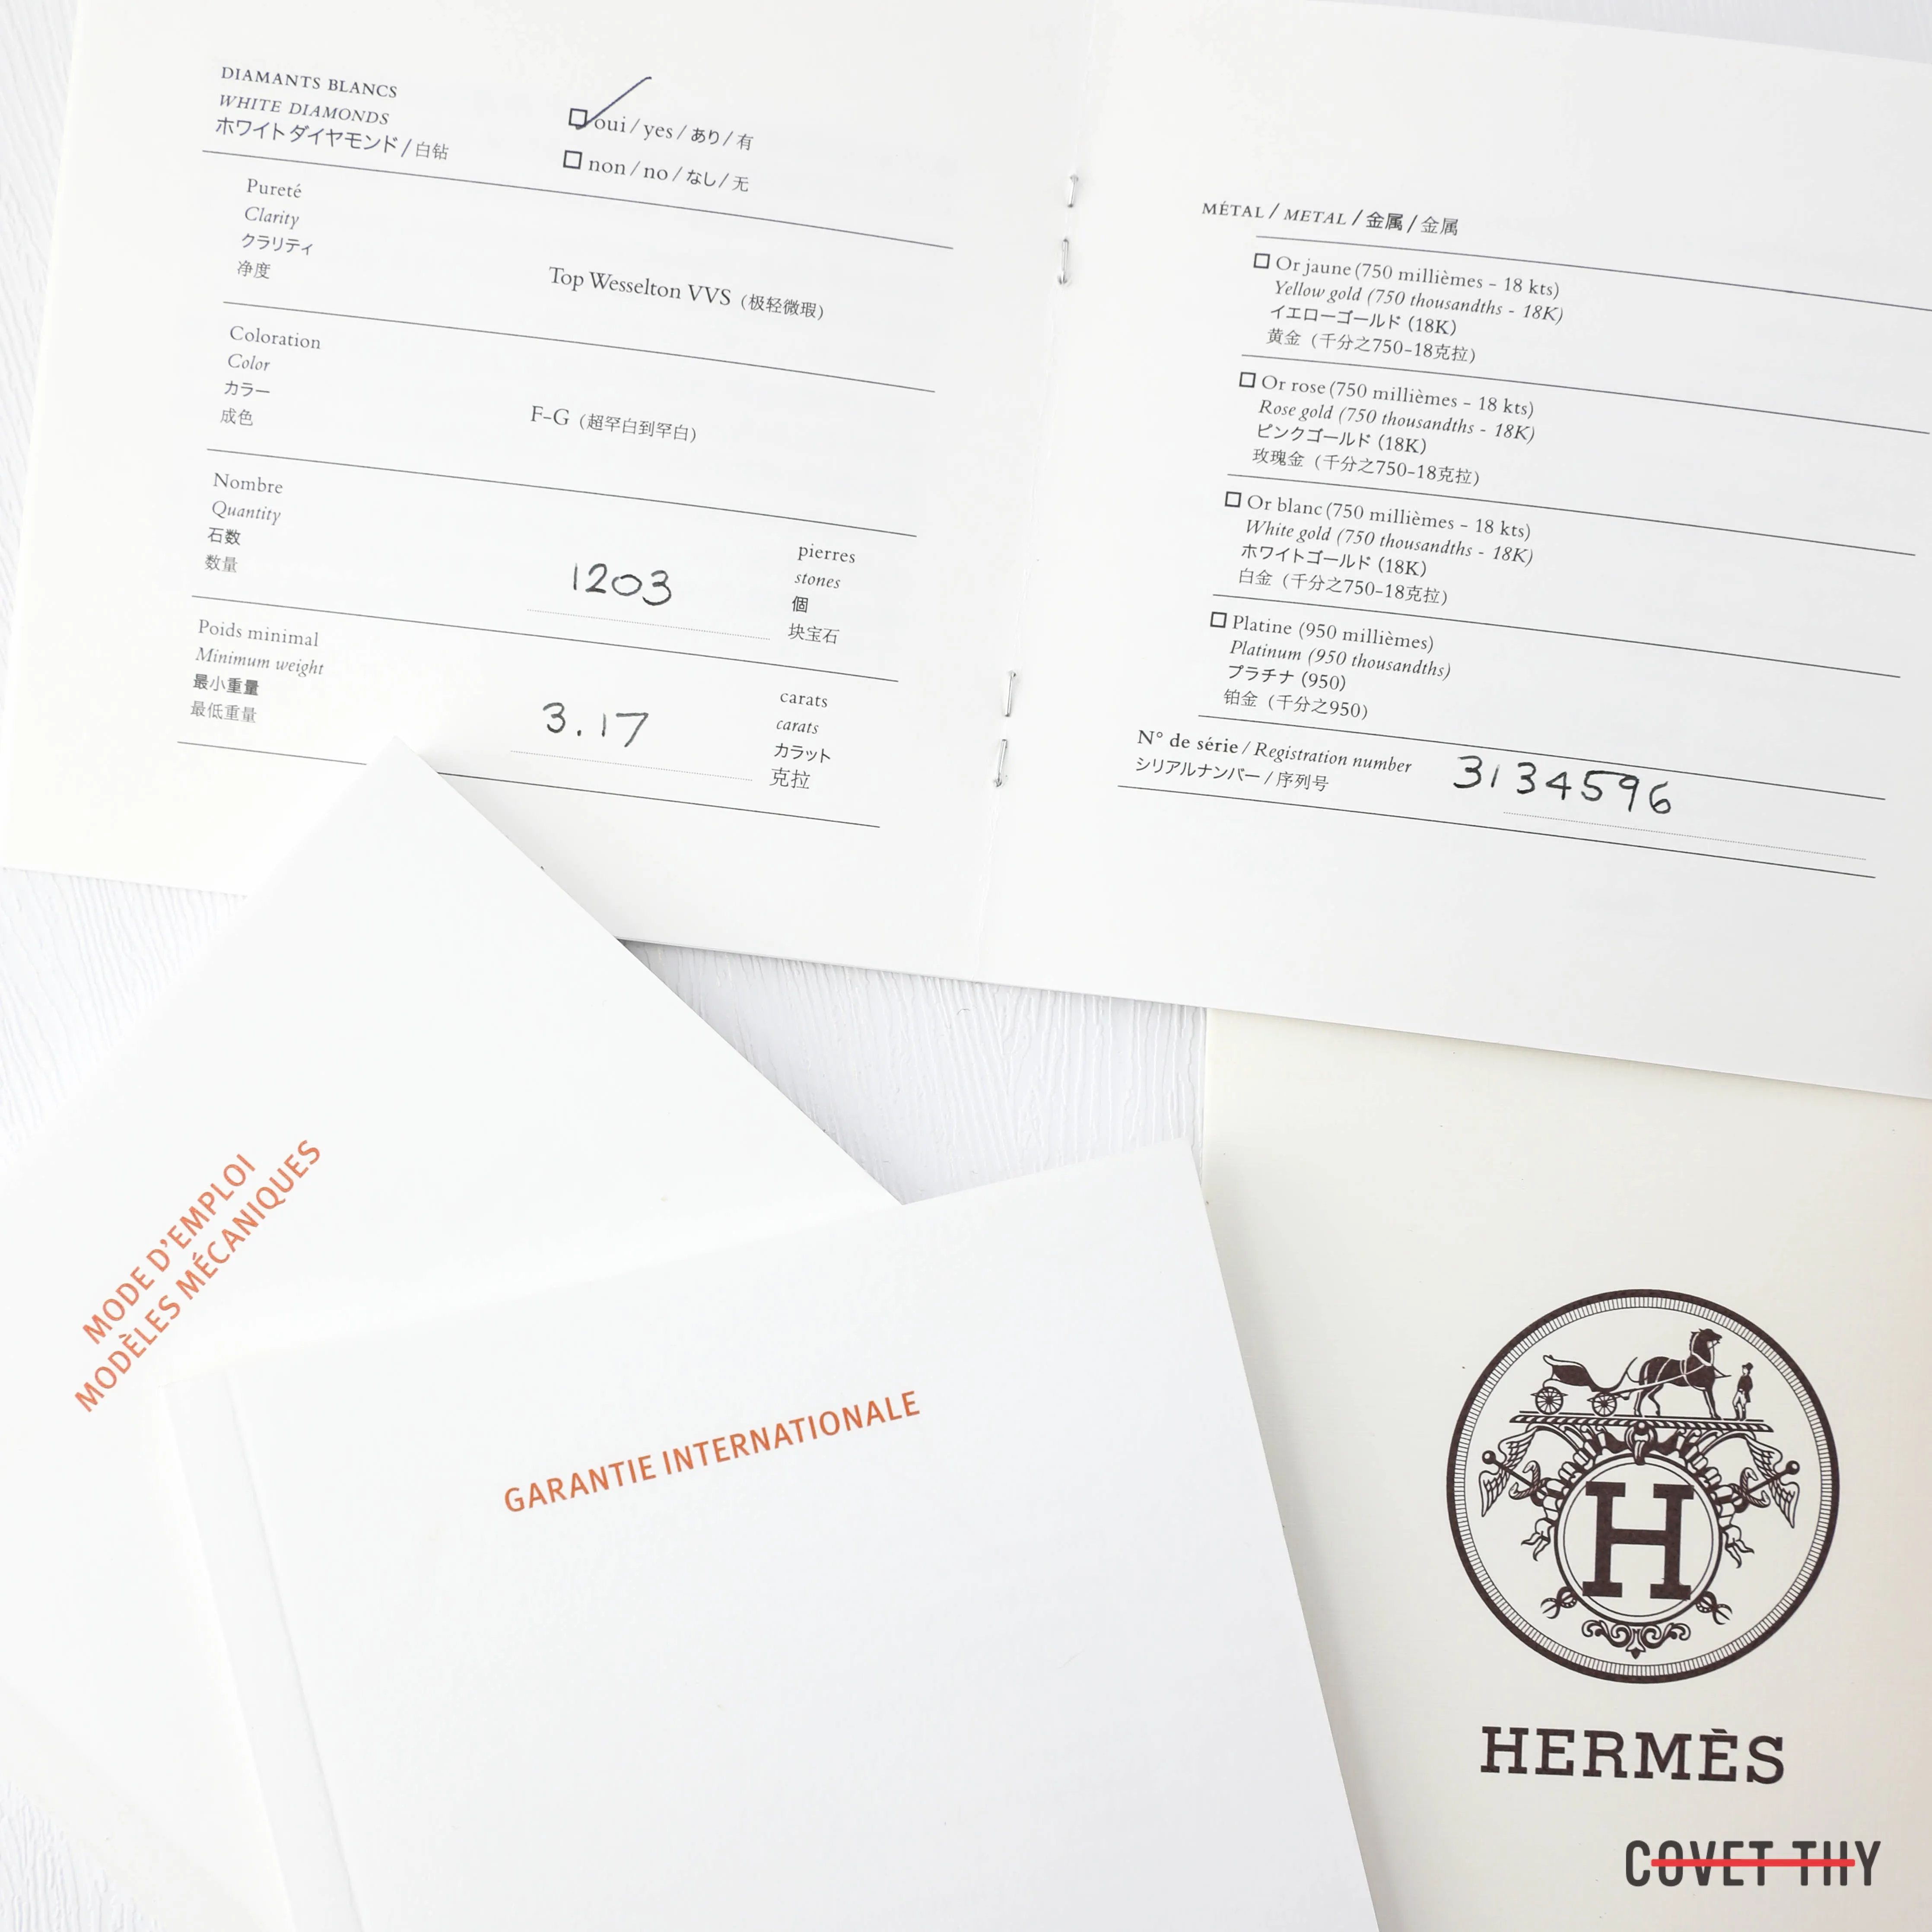 DIAMANTS BLANCS
WHITE DIAMONDS
ホワイトダイヤモンド / 白钻
oui / yes / あり / 有
non / no / なし / 无
Pureté
Clarity
クラリティ
净度
Top Wesselton VVS (极轻微瑕)
Coloration
Color
カラー
成色
F-G (超罕白到罕白)
Nombre
Quantity
石数
数量
1203
pierres
stones
個
块宝石
Poids minimal
Minimum weight
最小重量
最低重量
3.17
carats
carats
カラット
克拉
MÉTAL / METAL / 金属 / 金属
Or jaune (750 millièmes - 18 kts)
Yellow gold (750 thousandths - 18K)
イエローゴールド (18K)
黄金 (千分之750-18克拉)
Or rose (750 millièmes - 18 kts)
Rose gold (750 thousandths - 18K)
ピンクゴールド (18K)
玫瑰金 (千分之750-18克拉)
Or blanc (750 millièmes - 18 kts)
White gold (750 thousandths - 18K)
ホワイトゴールド (18K)
白金 (千分之750-18克拉)
Platine (950 millièmes)
Platinum (950 thousandths)
プラチナ (950)
铂金 (千分之950)
N° de série / Registration number
シリアルナンバー / 序列号
3134596
MODE D'EMPLOI
MODÈLES MÉCANIQUES
GARANTIE INTERNATIONALE
H
HERMÈS
COVET THY